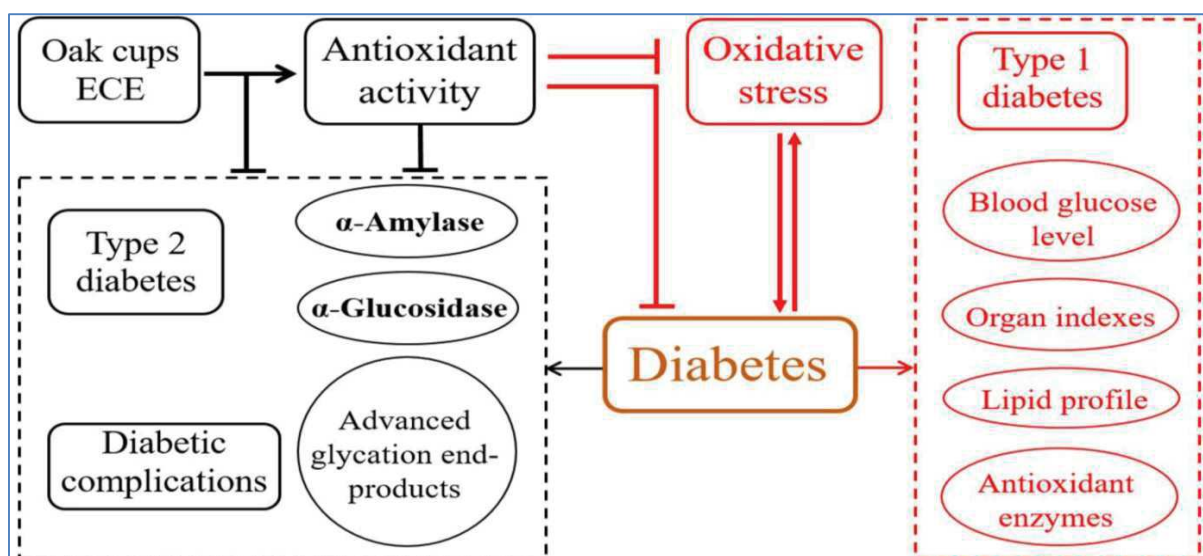 Oak cups
ECE
Antioxidant
activity
Oxidative
stress
Type 1
diabetes
Type 2
diabetes
α-Amylase
α-Glucosidase
Diabetic
complications
Advanced
glycation end-
products
Diabetes
Blood glucose
level
Organ indexes
Lipid profile
Antioxidant
enzymes